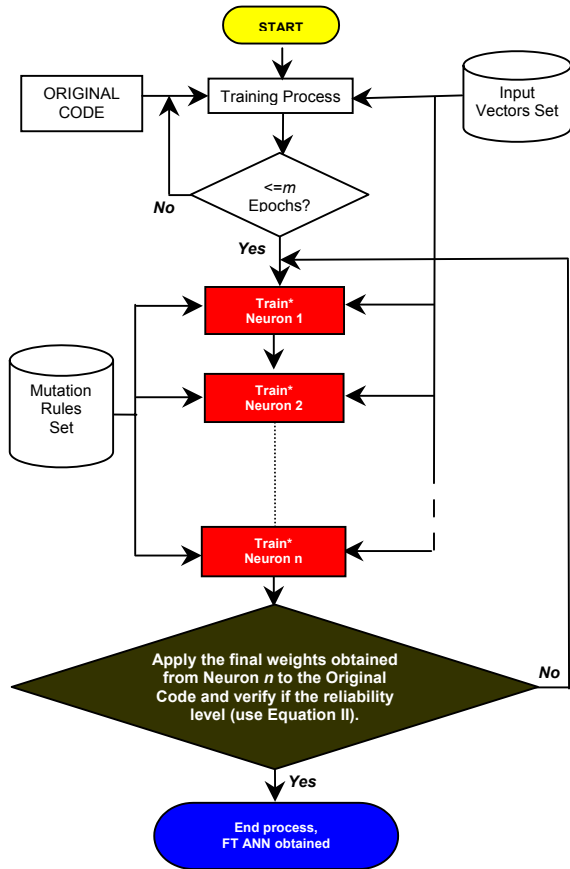 START
ORIGINAL
CODE
Training Process
Input
Vectors Set
<=m
Epochs?
No
Yes
Train*
Neuron 1
Mutation
Rules
Set
Train*
Neuron 2
Train*
Neuron n
Apply the final weights obtained
from Neuron n to the Original
Code and verify if the reliability
level (use Equation II).
No
Yes
End process,
FT ANN obtained